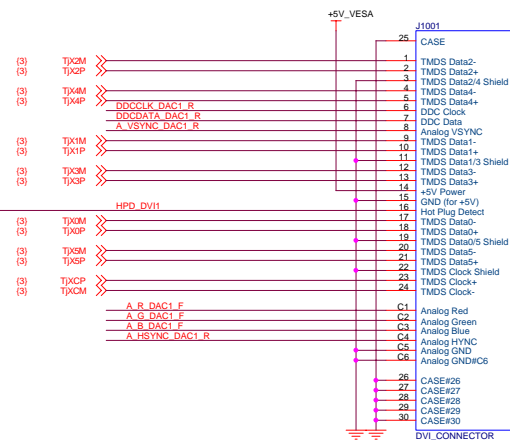 +5V_VESA
J1001
25 CASE
{3} TjX2M 1 TMDS Data2-
{3} TjX2P 2 TMDS Data2+
3 TMDS Data2/4 Shield
{3} TjX4M 4 TMDS Data4-
{3} TjX4P 5 TMDS Data4+
DDCCLK_DAC1_R 6 DDC Clock
DDCDATA_DAC1_R 7 DDC Data
A_VSYNC_DAC1_R 8 Analog VSYNC
{3} TjX1M 9 TMDS Data1-
{3} TjX1P 10 TMDS Data1+
11 TMDS Data1/3 Shield
{3} TjX3M 12 TMDS Data3-
{3} TjX3P 13 TMDS Data3+
14 +5V Power
15 GND (for +5V)
HPD_DVI1 16 Hot Plug Detect
{3} TjX0M 17 TMDS Data0-
{3} TjX0P 18 TMDS Data0+
19 TMDS Data0/5 Shield
{3} TjX5M 20 TMDS Data5-
{3} TjX5P 21 TMDS Data5+
22 TMDS Clock Shield
{3} TjXCP 23 TMDS Clock+
{3} TjXCM 24 TMDS Clock-
A_R_DAC1_F C1 Analog Red
A_G_DAC1_F C2 Analog Green
A_B_DAC1_F C3 Analog Blue
A_HSYNC_DAC1_R C4 Analog HYNC
C5 Analog GND
C6 Analog GND#C6
26 CASE#26
27 CASE#27
28 CASE#28
29 CASE#29
30 CASE#30
DVI_CONNECTOR